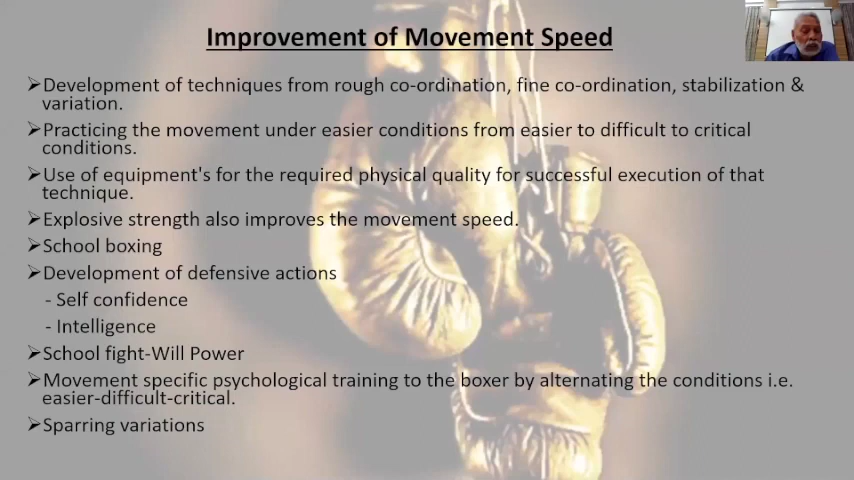 Improvement of Movement Speed
➢Development of techniques from rough co-ordination, fine co-ordination, stabilization &
variation.
➢Practicing the movement under easier conditions from easier to difficult to critical
conditions.
➢Use of equipment's for the required physical quality for successful execution of that
technique.
➢Explosive strength also improves the movement speed.
➢School boxing
➢Development of defensive actions
- Self confidence
- Intelligence
➢School fight-Will Power
➢Movement specific psychological training to the boxer by alternating the conditions i.e.
easier-difficult-critical.
➢Sparring variations